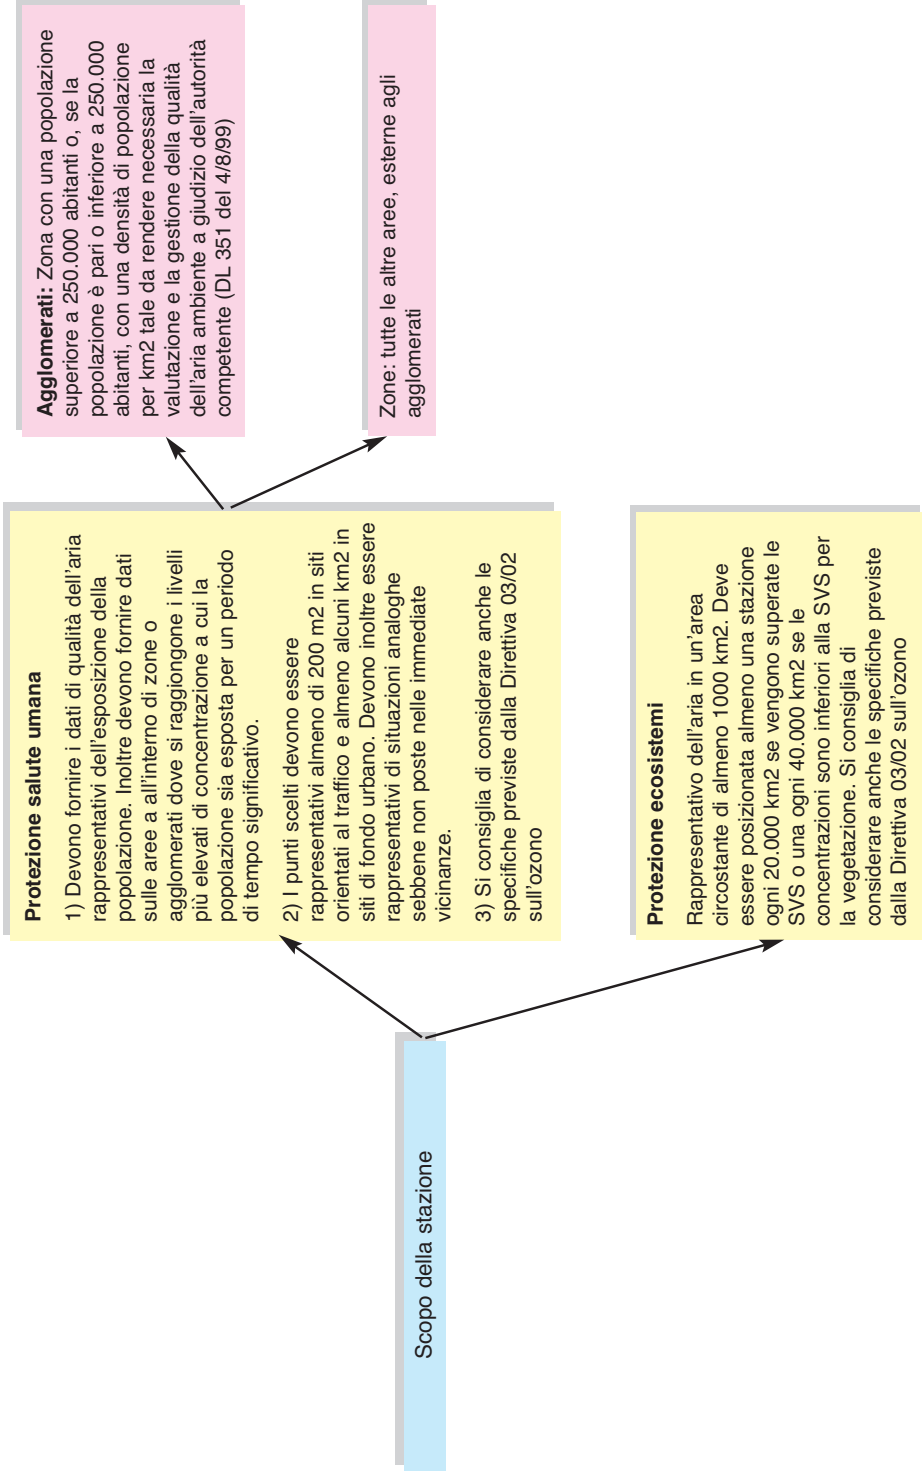 Scopo della stazione
Protezione salute umana
1) Devono fornire i dati di qualità dell'aria
rappresentativi dell'esposizione della
popolazione. Inoltre devono fornire dati
sulle aree a all'interno di zone o
agglomerati dove si raggiongone i livelli
più elevati di concentrazione a cui la
popolazione sia esposta per un periodo
di tempo significativo.
2) I punti scelti devono essere
rappresentativi almeno di 200 m2 in siti
orientati al traffico e almeno alcuni km2 in
siti di fondo urbano. Devono inoltre essere
rappresentativi di situazioni analoghe
sebbene non poste nelle immediate
vicinanze.
3) Si consiglia di considerare anche le
specifiche previste dalla Direttiva 03/02
sull'ozono
Protezione ecosistemi
Rappresentativo dell'aria in un'area
circostante di almeno 1000 km2. Deve
essere posizionata almeno una stazione
ogni 20.000 km2 se vengono superate le
SVS o una ogni 40.000 km2 se le
concentrazioni sono inferiori alla SVS per
la vegetazione. Si consiglia di
considerare anche le specifiche previste
dalla Direttiva 03/02 sull'ozono
Agglomerati: Zona con una popolazione
superiore a 250.000 abitanti o, se la
popolazione è pari o inferiore a 250.000
abitanti, con una densità di popolazione
per km2 tale da rendere necessaria la
valutazione e la gestione della qualità
dell'aria ambiente a giudizio dell'autorità
competente (DL 351 del 4/8/99)
Zone: tutte le altre aree, esterne agli
agglomerati